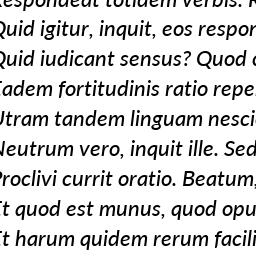 Respondeat totidem verbis.
Quid igitur, inquit, eos respon
Quid iudicant sensus? Quod
Eadem fortitudinis ratio repe
Utram tandem linguam nesci
Neutrum vero, inquit ille. Sed
Proclivi currit oratio. Beatum,
Et quod est munus, quod opu
Et harum quidem rerum facili